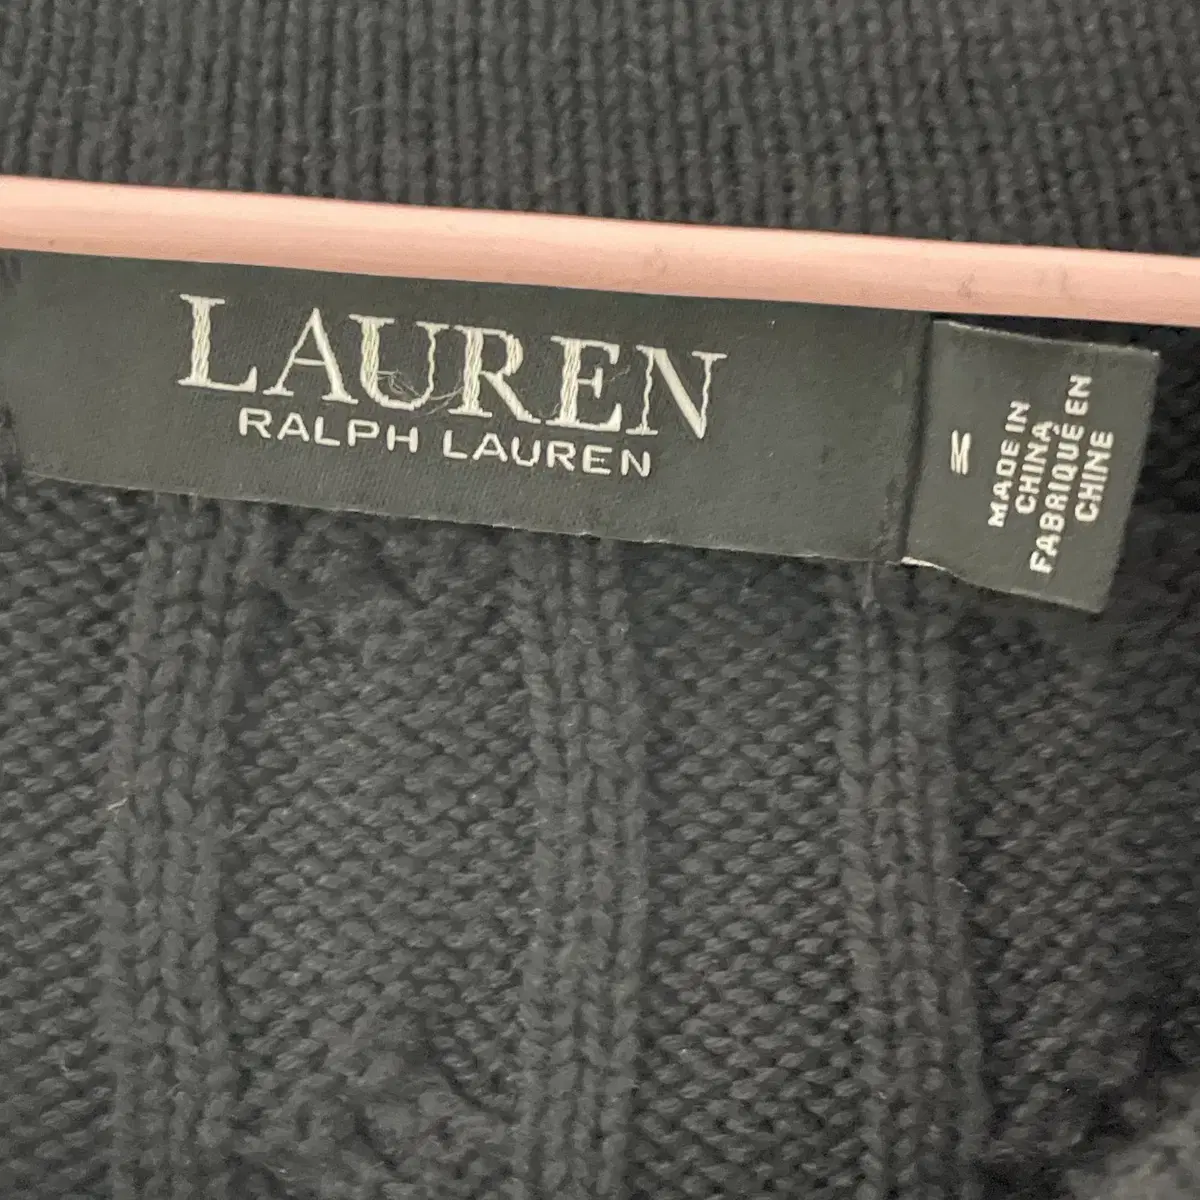 LAUREN
RALPH LAUREN
M
MADE IN
CHINA
FABRIQUÉ EN
CHINE